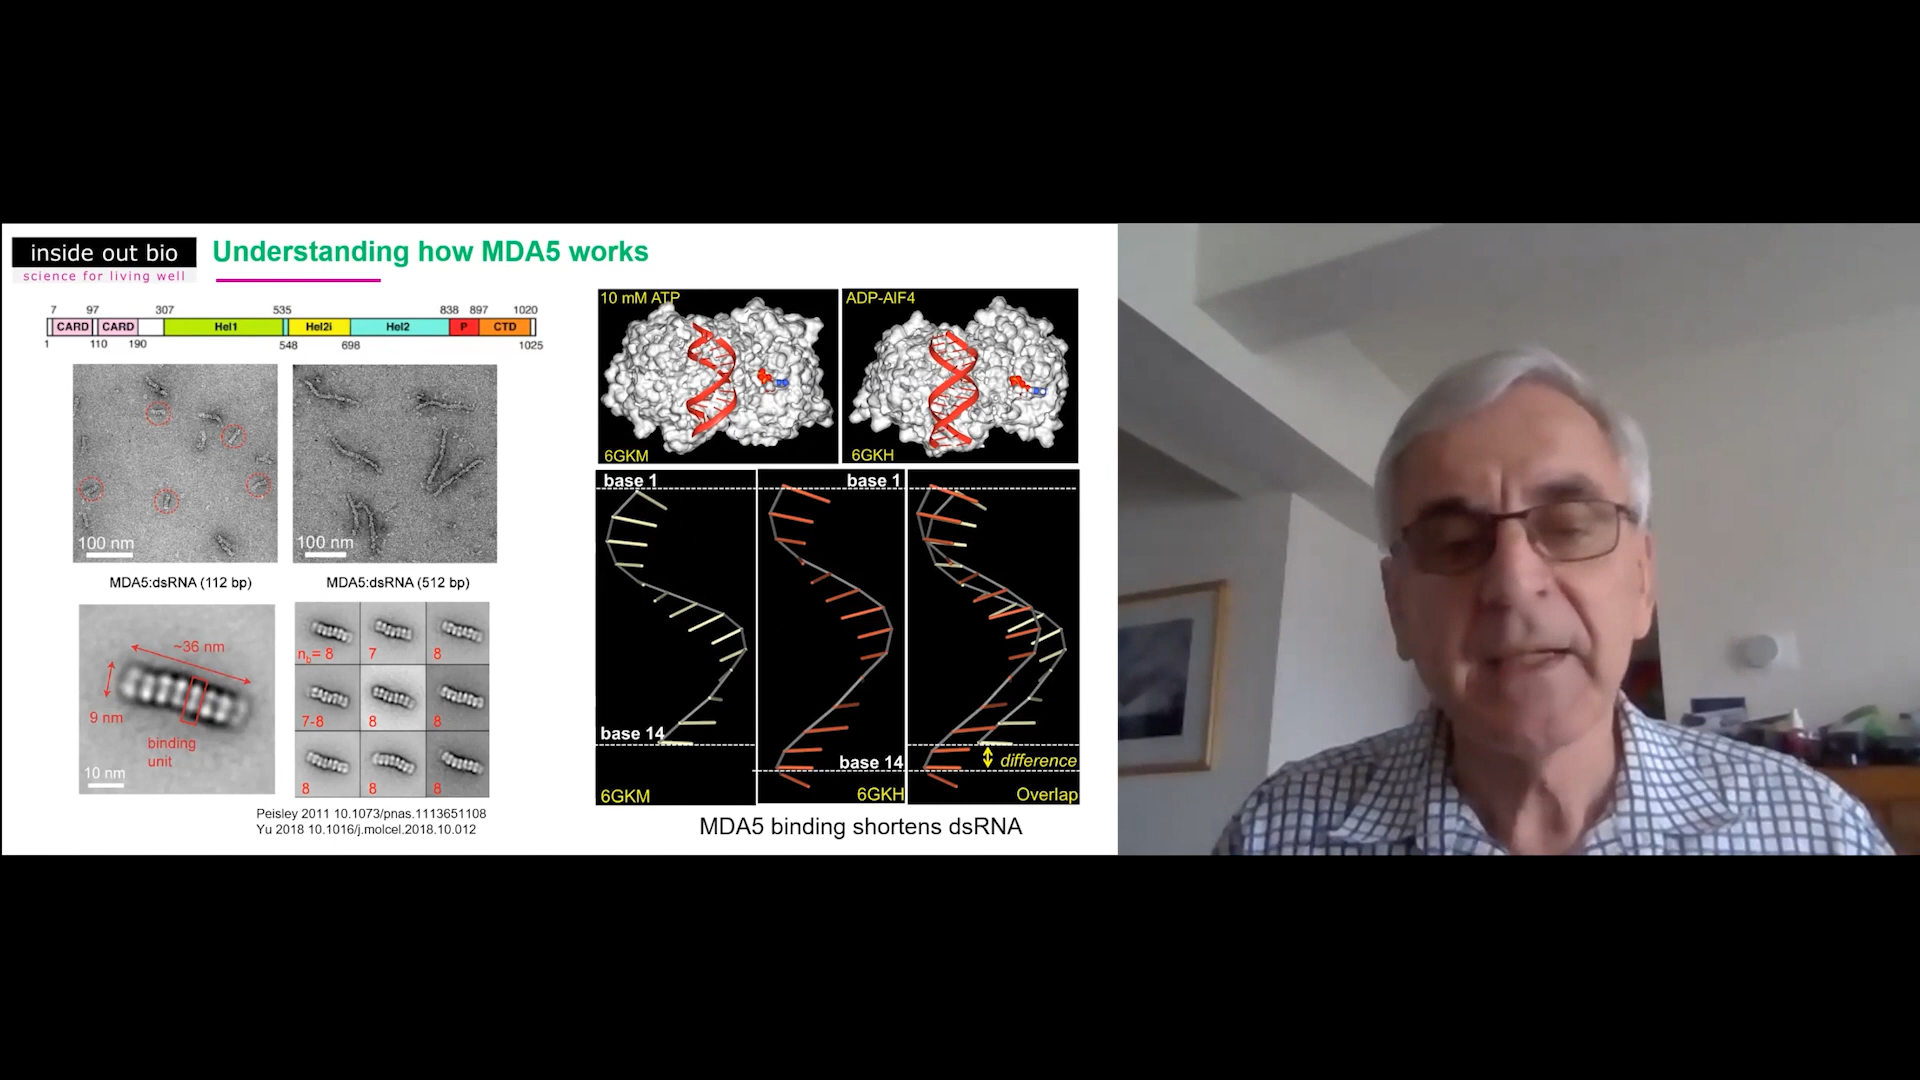 inside out bio
science for living well
Understanding how MDA5 works
7 97 307 535 838 897 1020
CARD CARD Hel1 Hel2i Hel2 P CTD
1 110 190 548 698 1025
100 nm
100 nm
MDA5:dsRNA (112 bp)
MDA5:dsRNA (512 bp)
~36 nm
9 nm
binding
unit
10 nm
nb= 8 7 8
7-8 8 8
8 8 8
Peisley 2011 10.1073/pnas.1113651108
Yu 2018 10.1016/j.molcel.2018.10.012
10 mM ATP
6GKM
ADP-AlF4
6GKH
base 1
base 14
6GKM
base 1
base 14
6GKH
difference
Overlap
MDA5 binding shortens dsRNA